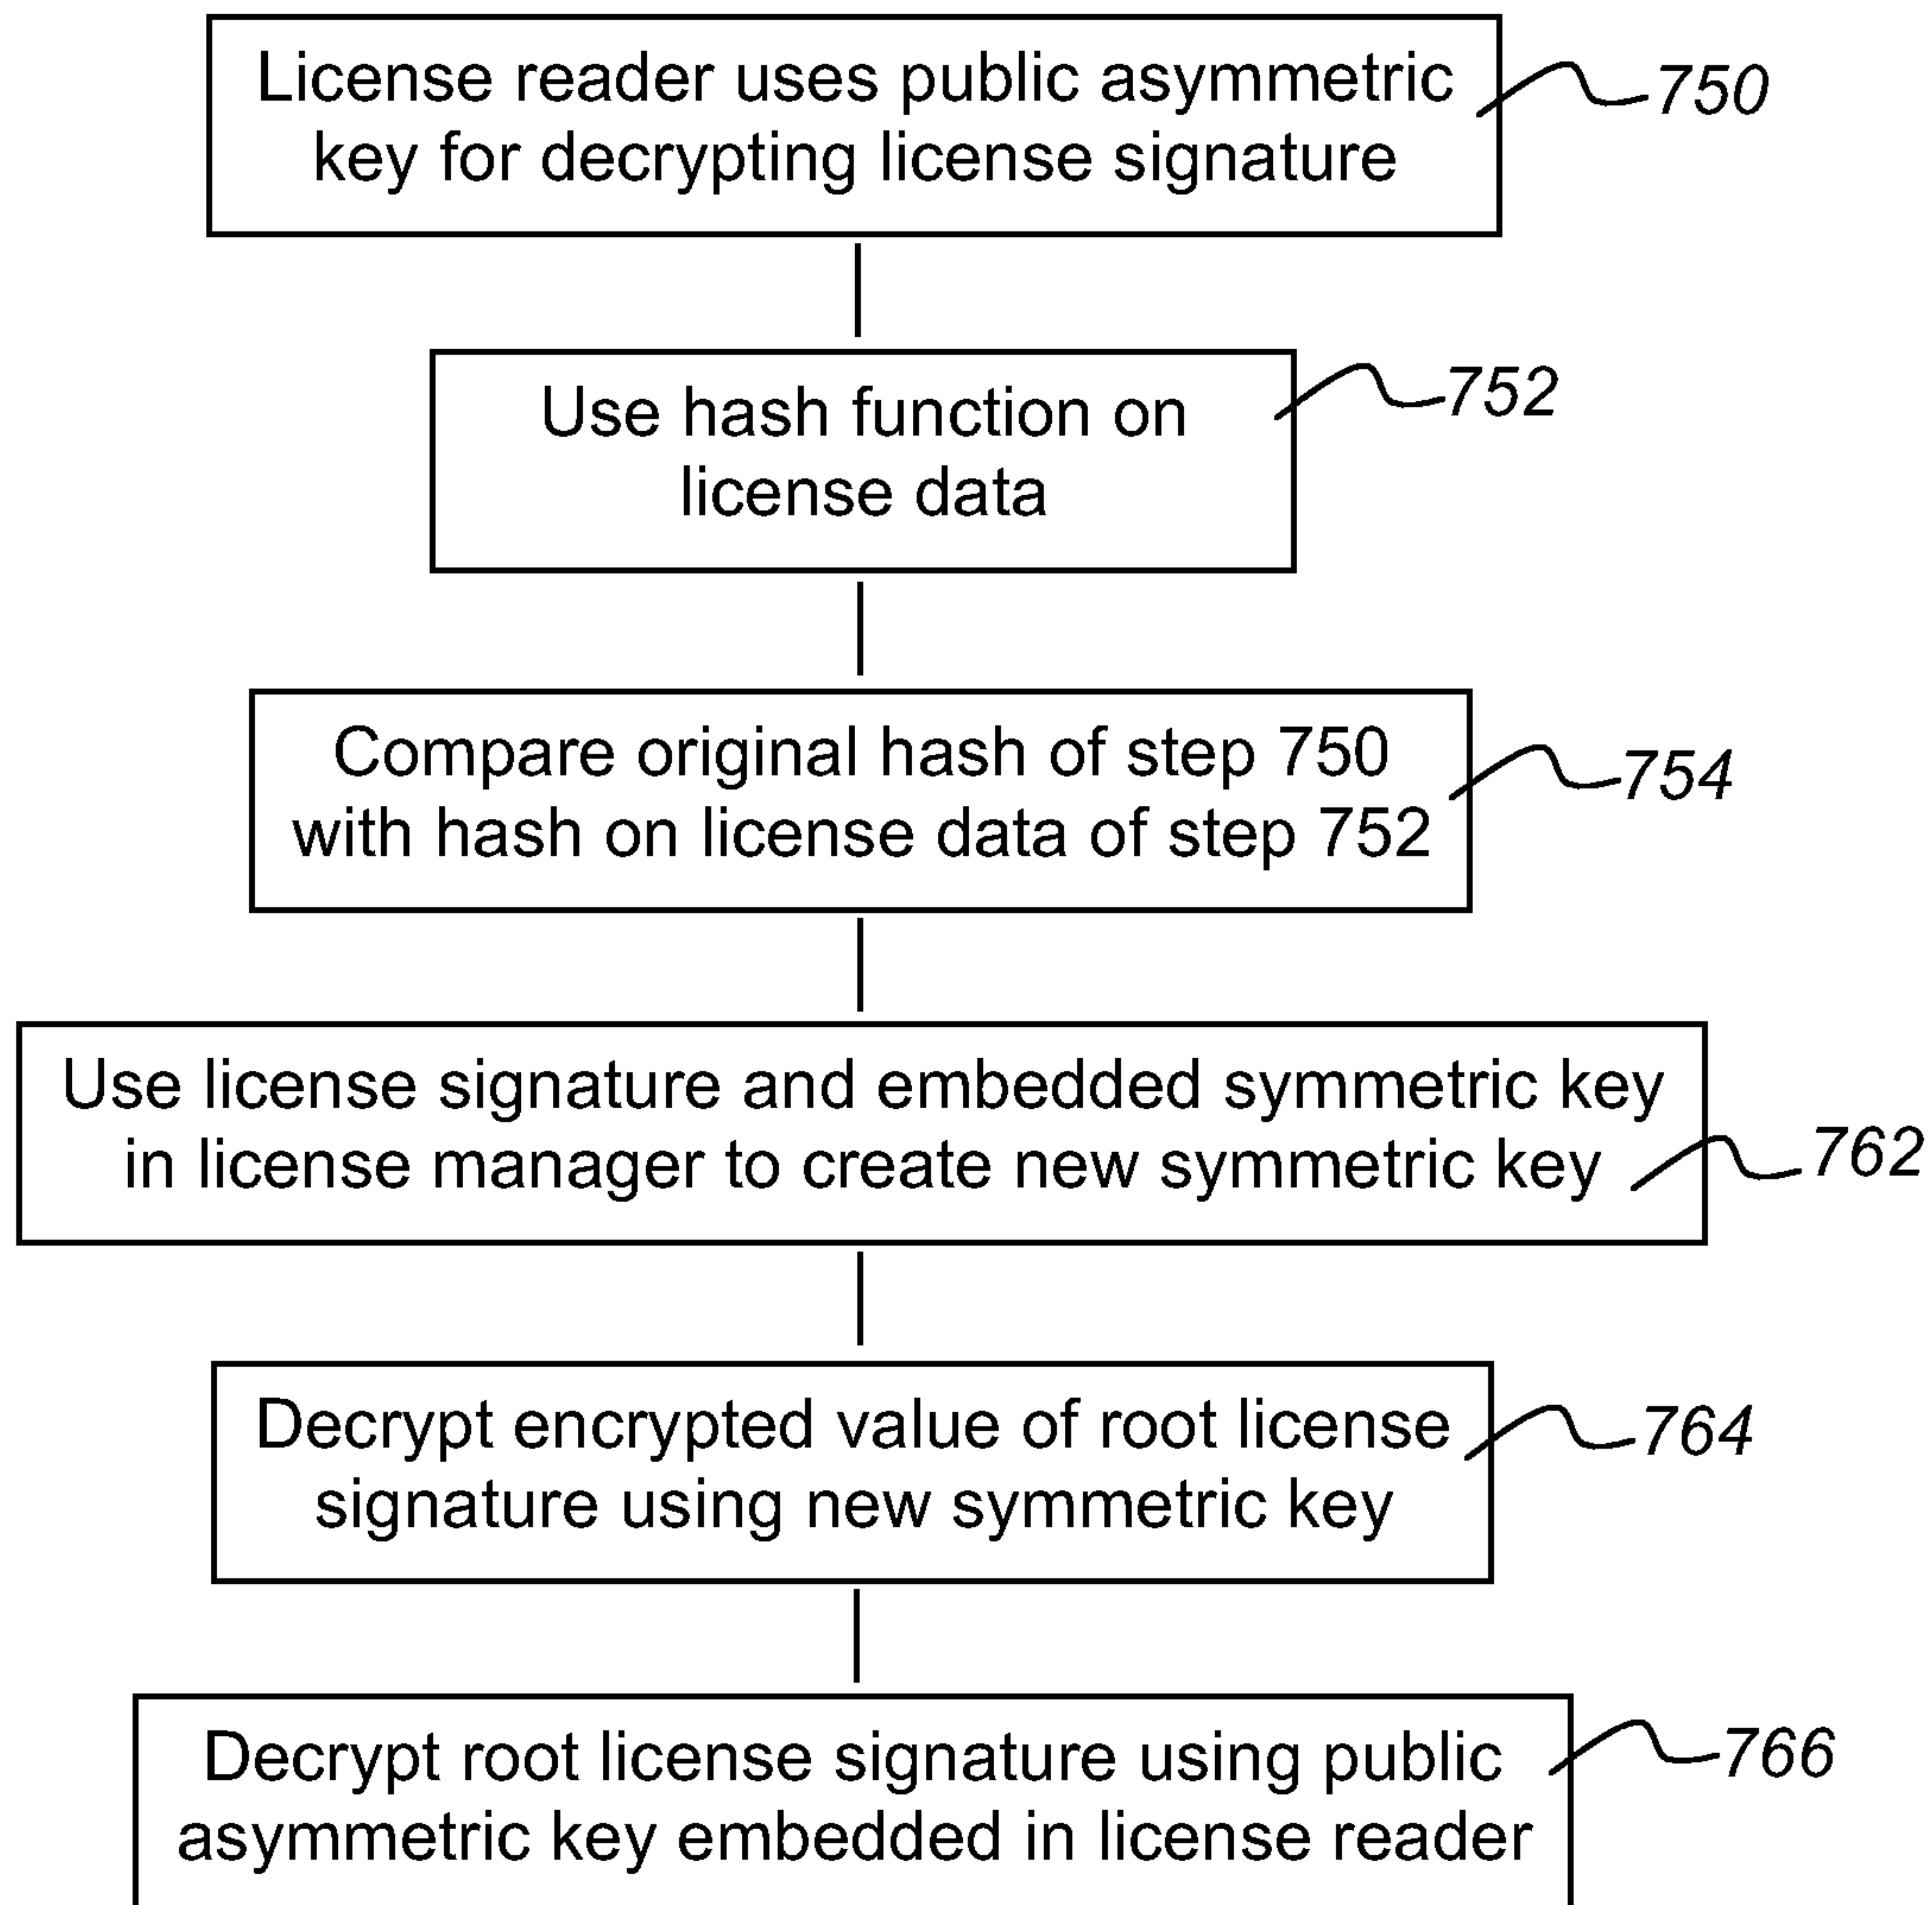 License reader uses public asymmetric
key for decrypting license signature
750
Use hash function on
license data
752
Compare original hash of step 750
with hash on license data of step 752
754
Use license signature and embedded symmetric key
in license manager to create new symmetric key
762
Decrypt encrypted value of root license
signature using new symmetric key
764
Decrypt root license signature using public
asymmetric key embedded in license reader
766